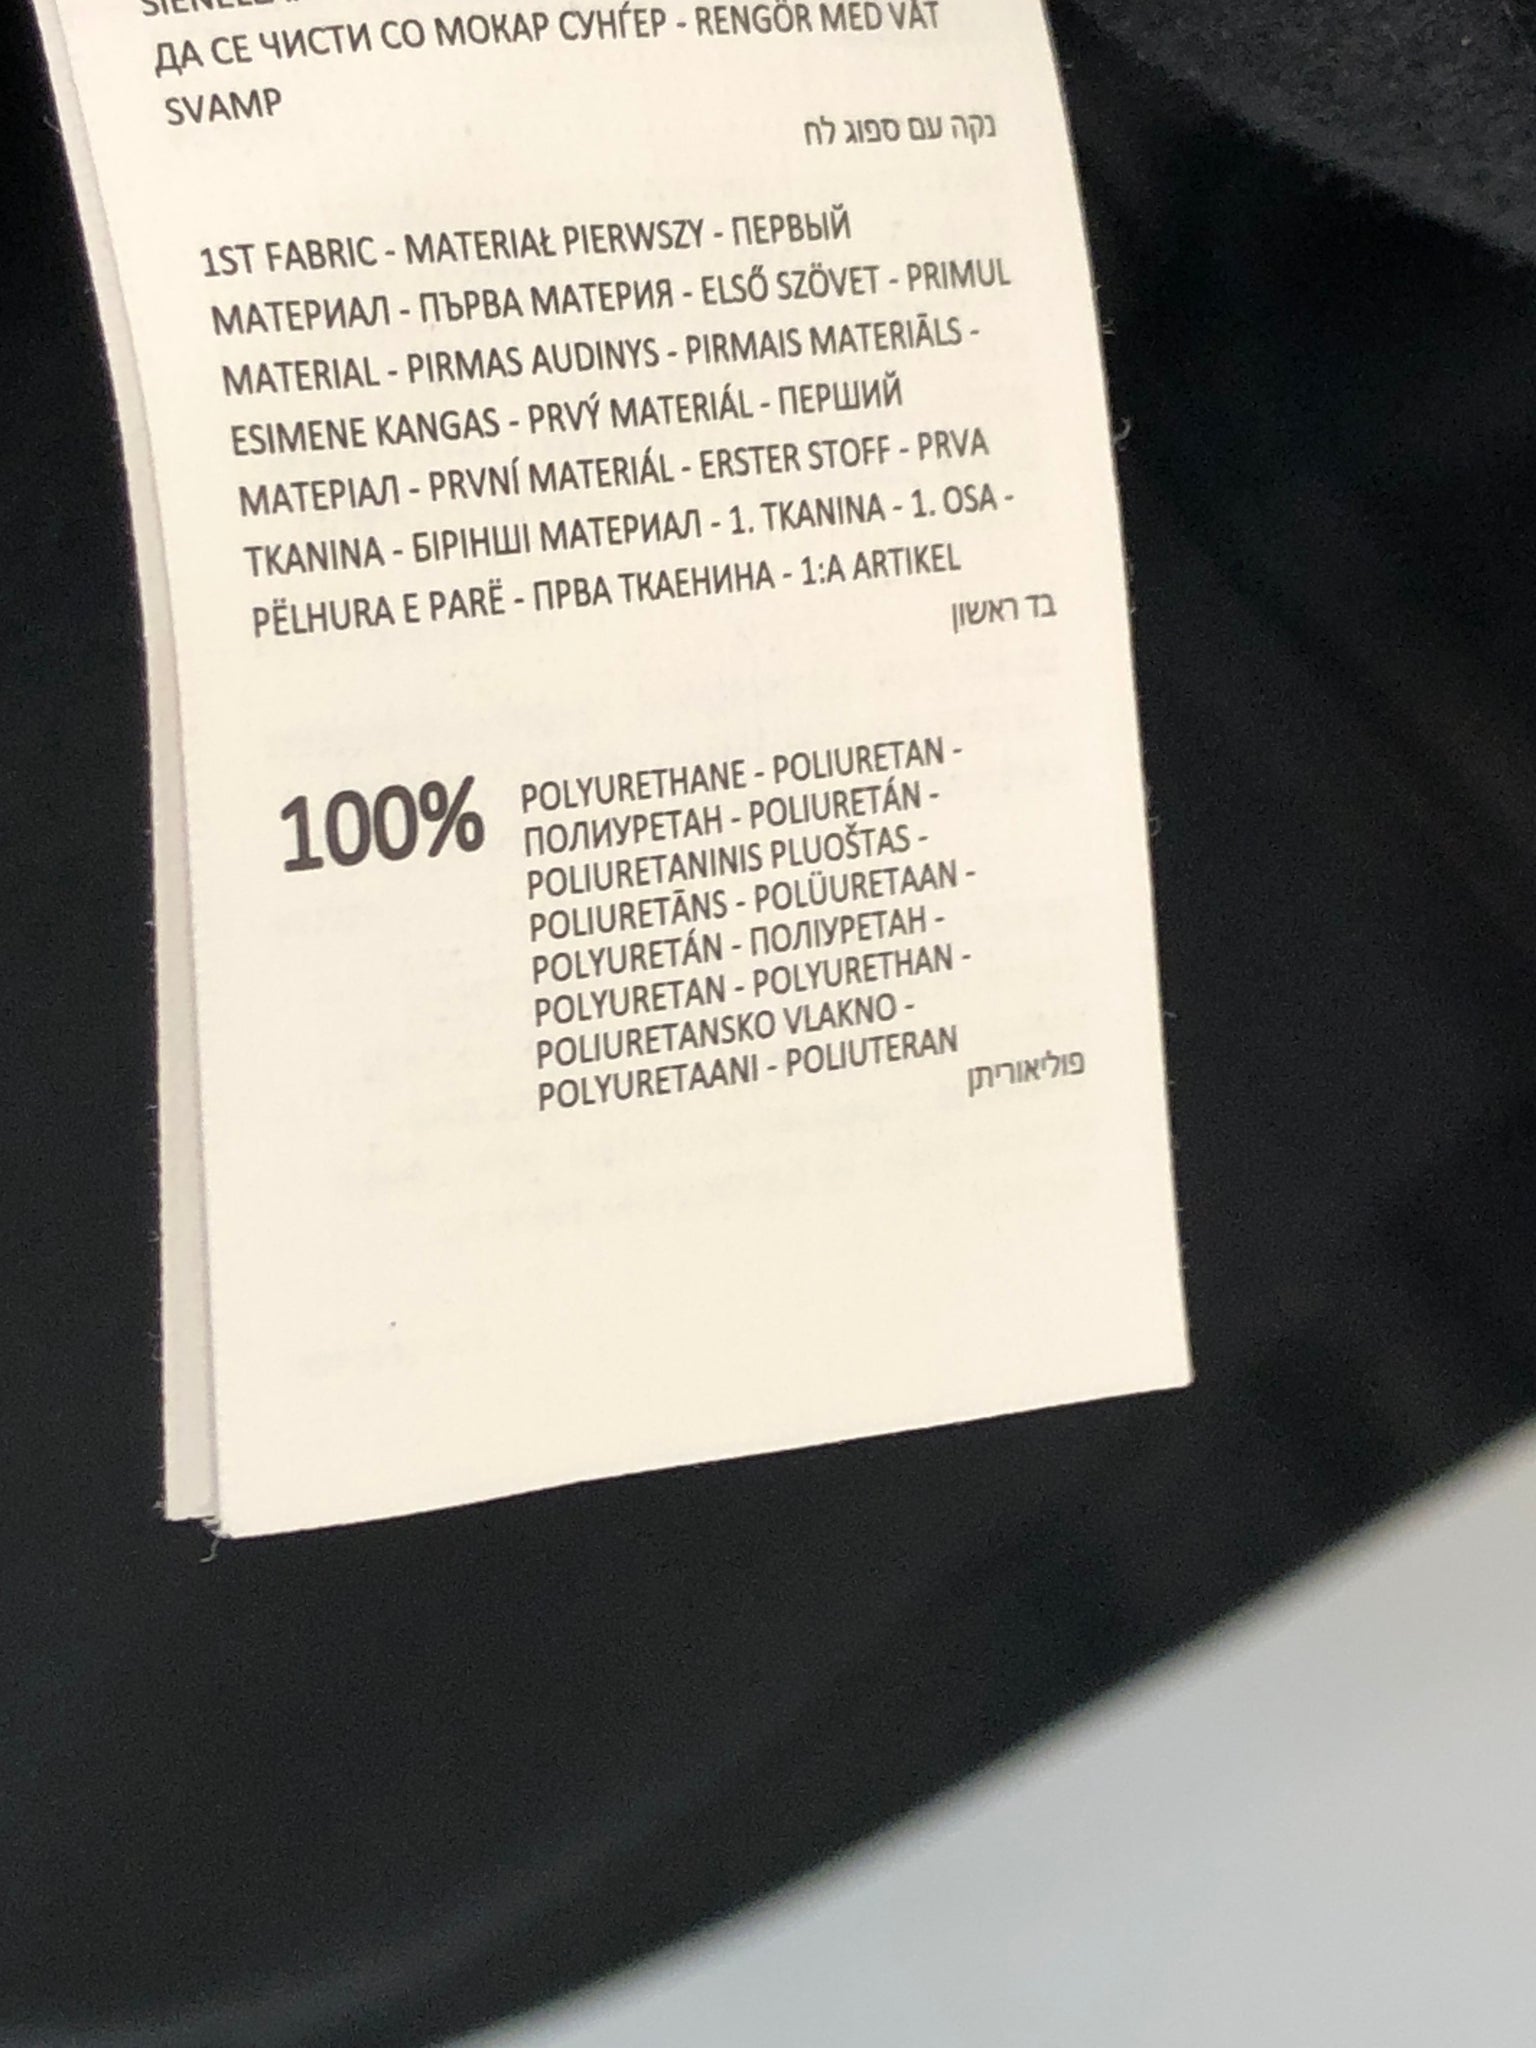 ДА СЕ ЧИСТИ СО МОКАР СУНЃЕР - RENGÖR MED VÅT
SVAMP
נקה עם ספוג לח
1ST FABRIC - MATERIAŁ PIERWSZY - ПЕРВЫЙ
МАТЕРИАЛ - ПЪРВА МАТЕРИЯ - ELSŐ SZÖVET - PRIMUL
MATERIAL - PIRMAS AUDINYS - PIRMAIS MATERIĀLS -
ESIMENE KANGAS - PRVÝ MATERIÁL - ПЕРШИЙ
МАТЕРІАЛ - PRVNÍ MATERIÁL - ERSTER STOFF - PRVA
TKANINA - БІРІНШІ МАТЕРИАЛ - 1. TKANINA - 1. OSA -
PËLHURA E PARË - ПРВА ТКАЕНИНА - 1:A ARTIKEL
בד ראשון
100% POLYURETHANE - POLIURETAN -
ПОЛИУРЕТАН - POLIURETÁN -
POLIURETANINIS PLUOŠTAS -
POLIURETĀNS - POLÜURETAAN -
POLYURETÁN - ПОЛІУРЕТАН -
POLYURETAN - POLYURETHAN -
POLIURETANSKO VLAKNO -
POLYURETAANI - POLIUTERAN
פוליאוריתן